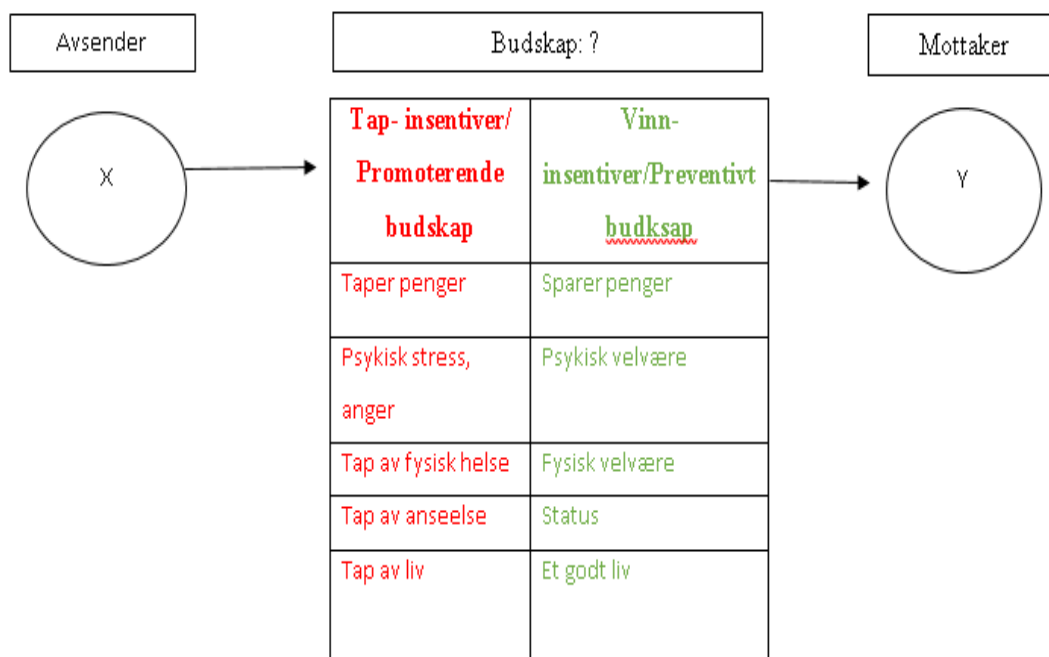 Avsender
Budskap: ?
Mottaker
X
Tap- insentiver/
Promoterende
budskap
Vinn-
insentiver/Preventivt
budksap
Y
Taper penger
Sparer penger
Psykisk stress,
anger
Psykisk velvære
Tap av fysisk helse
Fysisk velvære
Tap av anseelse
Status
Tap av liv
Et godt liv